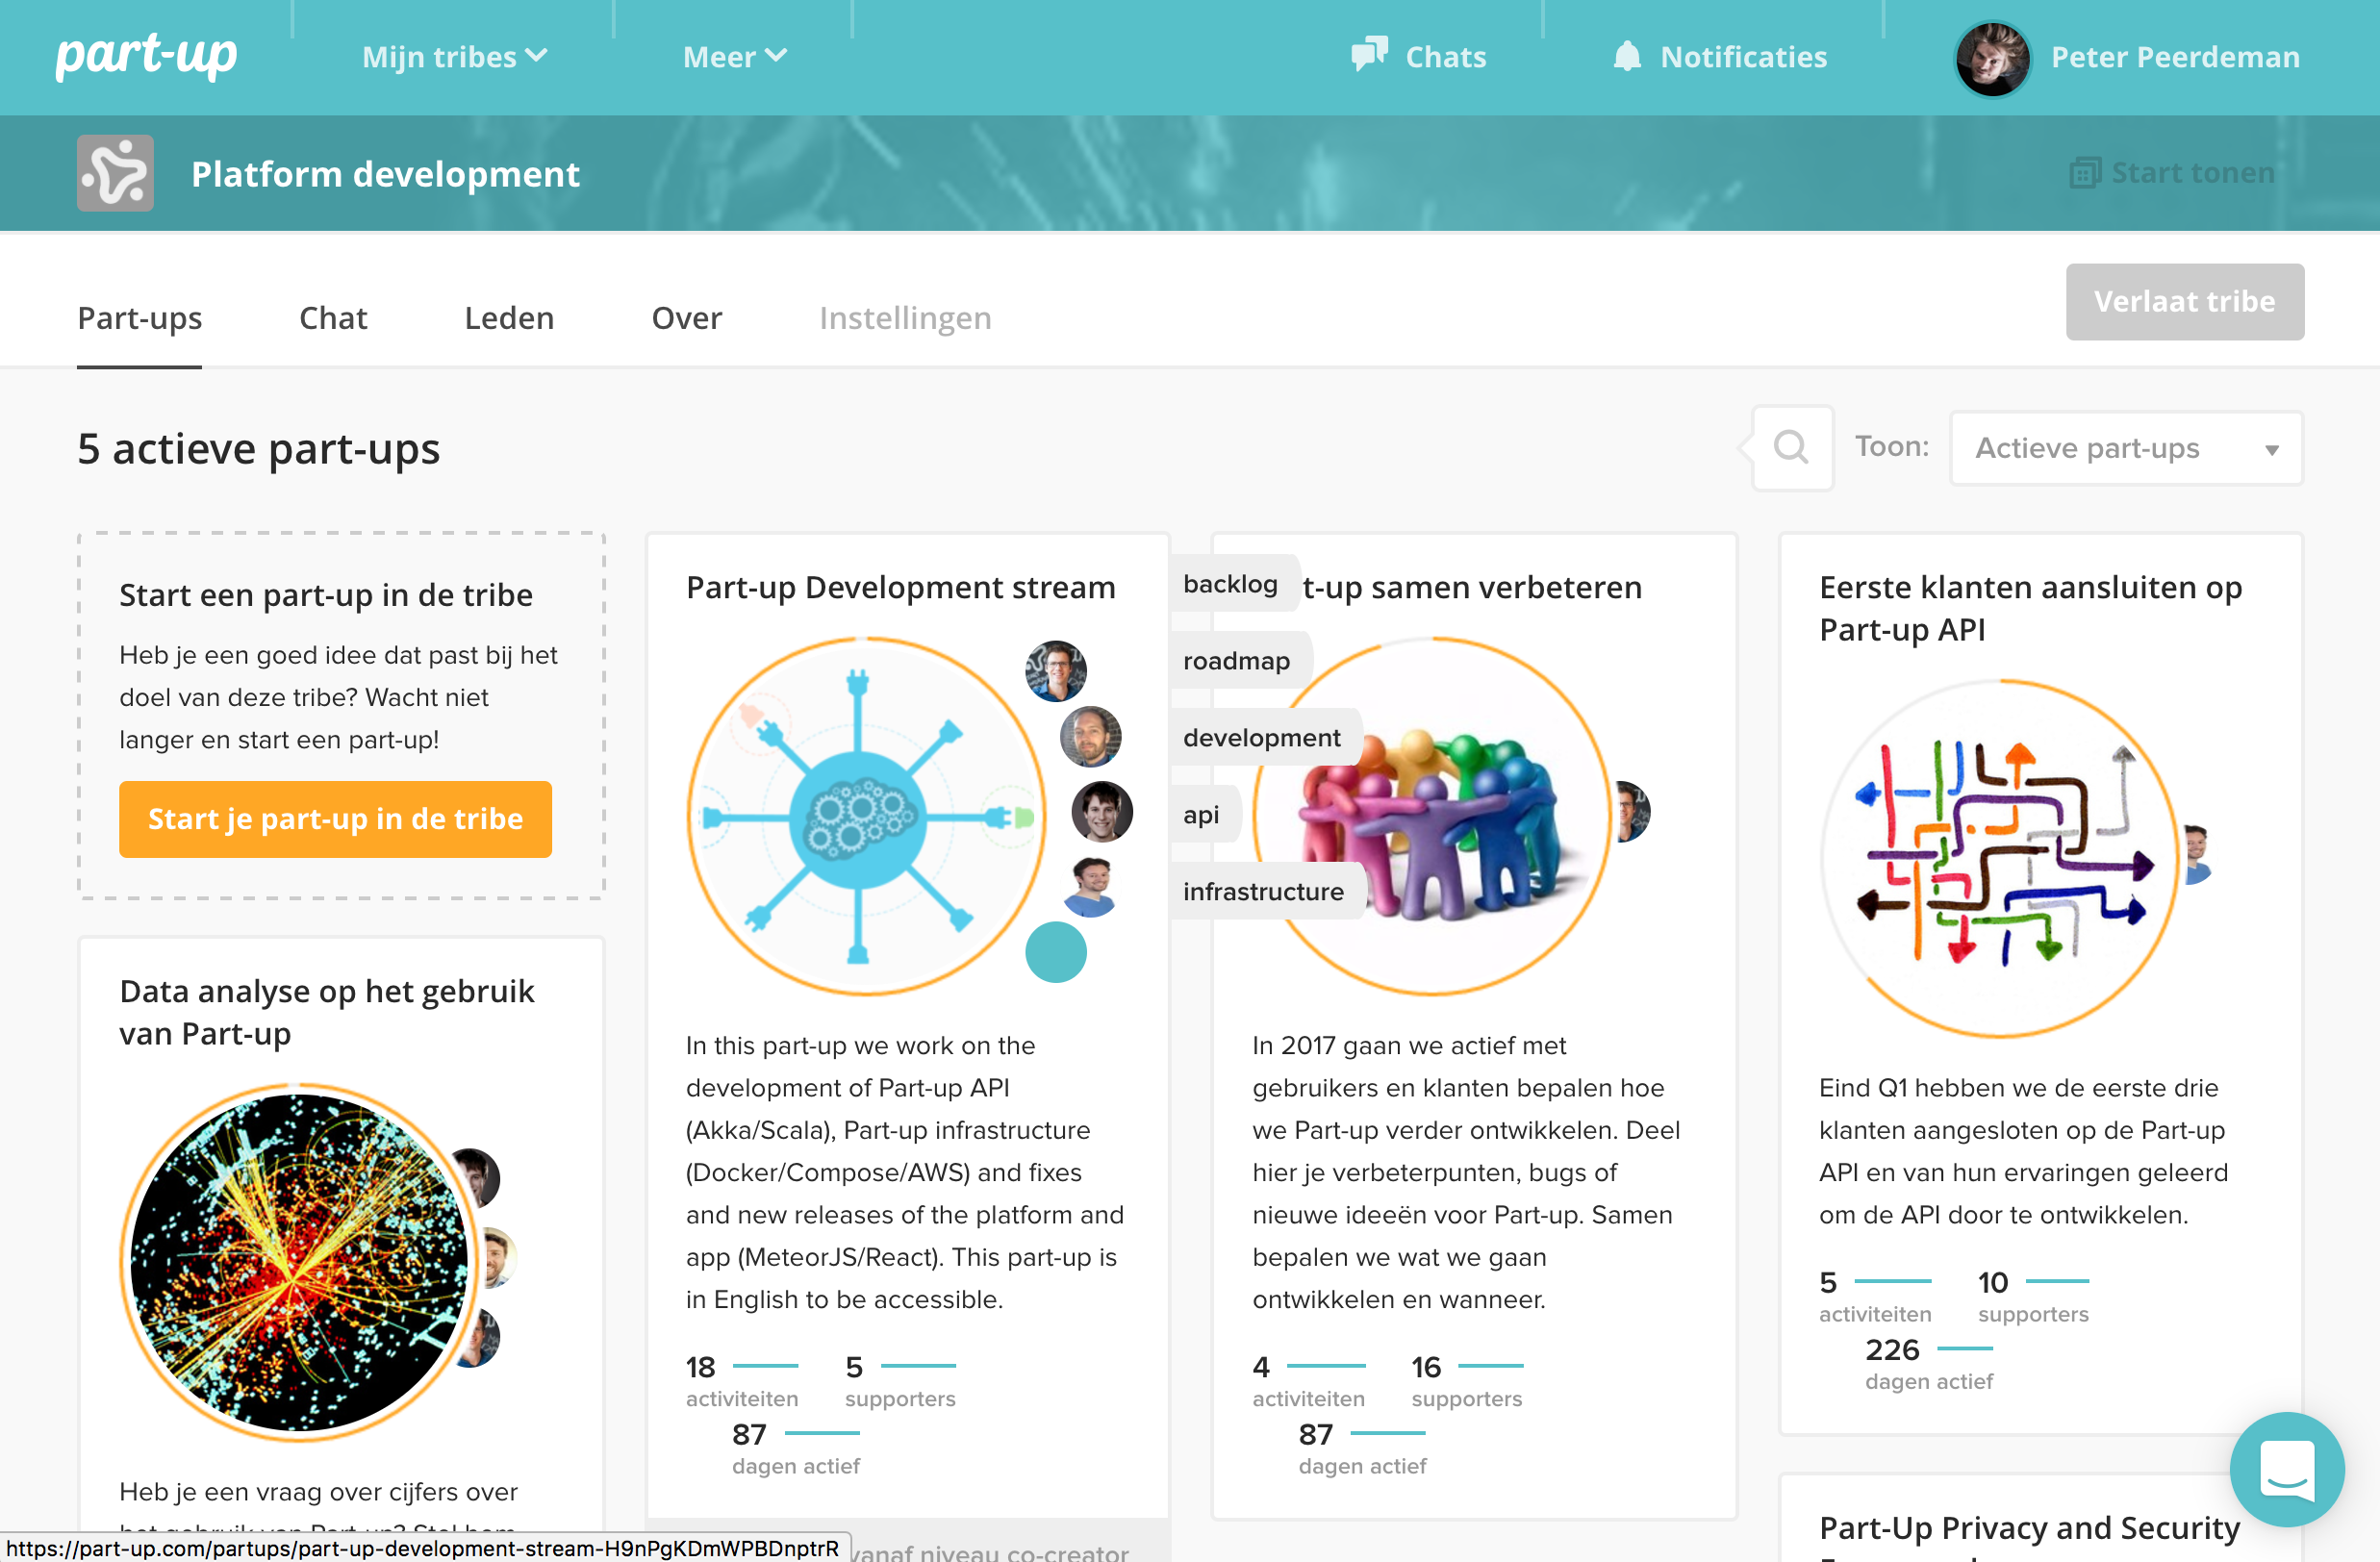 part-up
Mijn tribes
Meer
Chats
Notificaties
Peter Peerdeman
Platform development
Start tonen
Part-ups
Chat
Leden
Over
Instellingen
Verlaat tribe
5 actieve part-ups
Toon:
Actieve part-ups
Start een part-up in de tribe
Heb je een goed idee dat past bij het
doel van deze tribe? Wacht niet
langer en start een part-up!
Start je part-up in de tribe
Data analyse op het gebruik
van Part-up
Heb je een vraag over cijfers over
Part-up Development stream
In this part-up we work on the
development of Part-up API
(Akka/Scala), Part-up infrastructure
(Docker/Compose/AWS) and fixes
and new releases of the platform and
app (MeteorJS/React). This part-up is
in English to be accessible.
18
activiteiten
5
supporters
87
dagen actief
vanaf niveau co-creator
backlog
roadmap
development
api
infrastructure
t-up samen verbeteren
In 2017 gaan we actief met
gebruikers en klanten bepalen hoe
we Part-up verder ontwikkelen. Deel
hier je verbeterpunten, bugs of
nieuwe ideeën voor Part-up. Samen
bepalen we wat we gaan
ontwikkelen en wanneer.
4
activiteiten
16
supporters
87
dagen actief
Eerste klanten aansluiten op
Part-up API
Eind Q1 hebben we de eerste drie
klanten aangesloten op de Part-up
API en van hun ervaringen geleerd
om de API door te ontwikkelen.
5
activiteiten
10
supporters
226
dagen actief
Part-Up Privacy and Security
https://part-up.com/partups/part-up-development-stream-H9nPgKDmWPBDnptrR